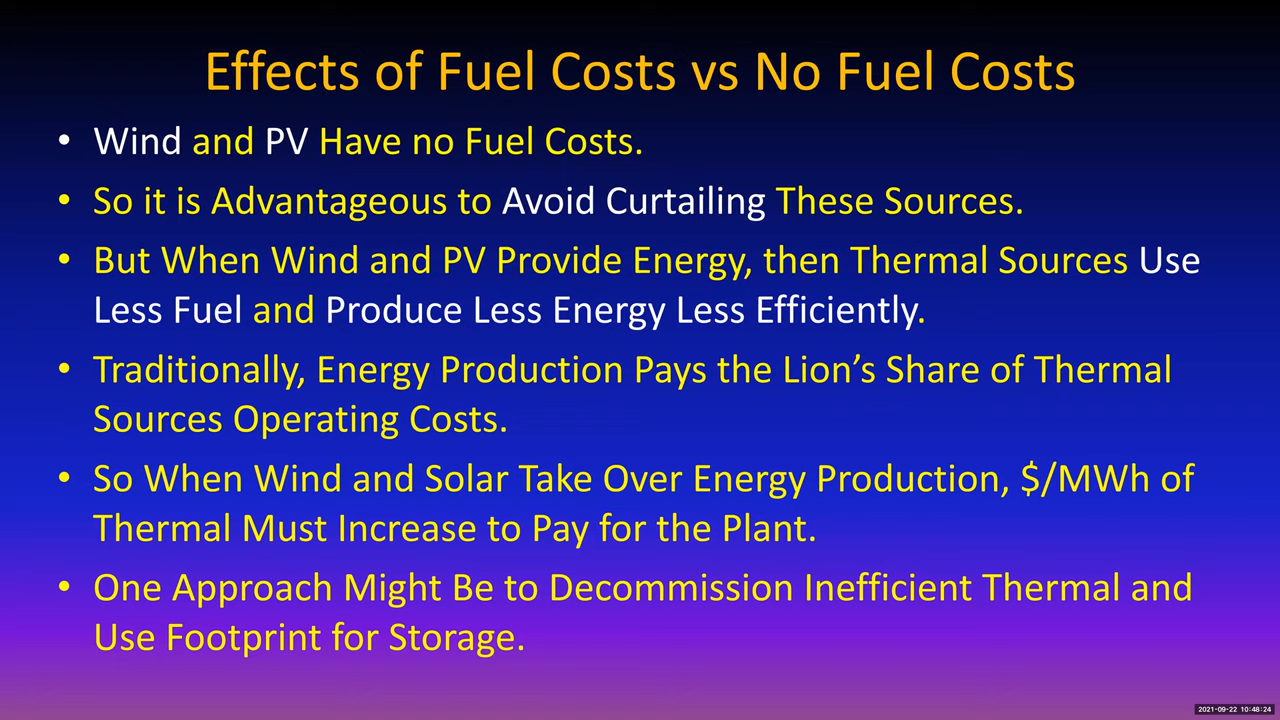 Effects of Fuel Costs vs No Fuel Costs
• Wind and PV Have no Fuel Costs.
• So it is Advantageous to Avoid Curtailing These Sources.
• But When Wind and PV Provide Energy, then Thermal Sources Use
Less Fuel and Produce Less Energy Less Efficiently.
• Traditionally, Energy Production Pays the Lion’s Share of Thermal
Sources Operating Costs.
• So When Wind and Solar Take Over Energy Production, $/MWh of
Thermal Must Increase to Pay for the Plant.
• One Approach Might Be to Decommission Inefficient Thermal and
Use Footprint for Storage.
2021-09-22 10:48:24